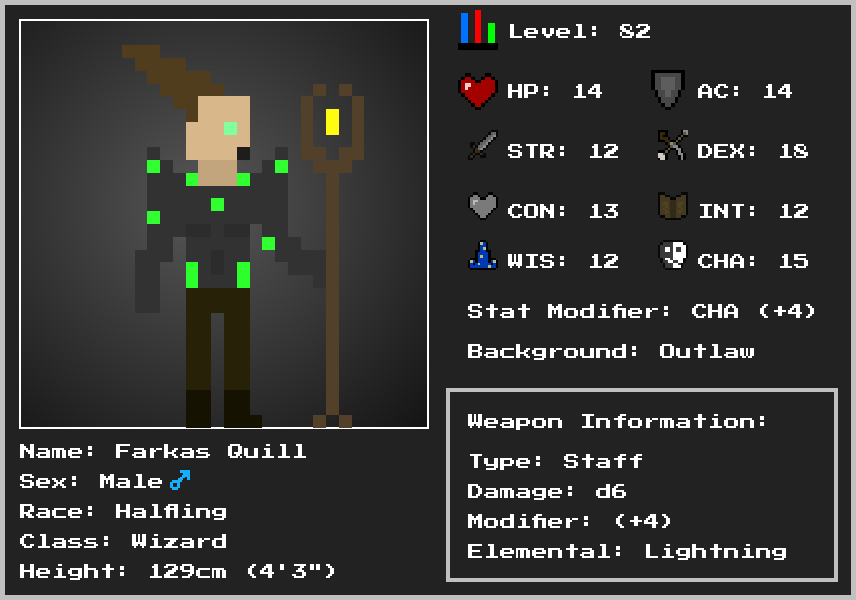 Level: 82
HP: 14
AC: 14
STR: 12
DEX: 18
CON: 13
INT: 12
WIS: 12
CHA: 15
Stat Modifier: CHA (+4)
Background: Outlaw
Weapon Information:
Type: Staff
Damage: d6
Modifier: (+4)
Elemental: Lightning
Name: Farkas Quill
Sex: Male ♂
Race: Halfling
Class: Wizard
Height: 129cm (4'3")